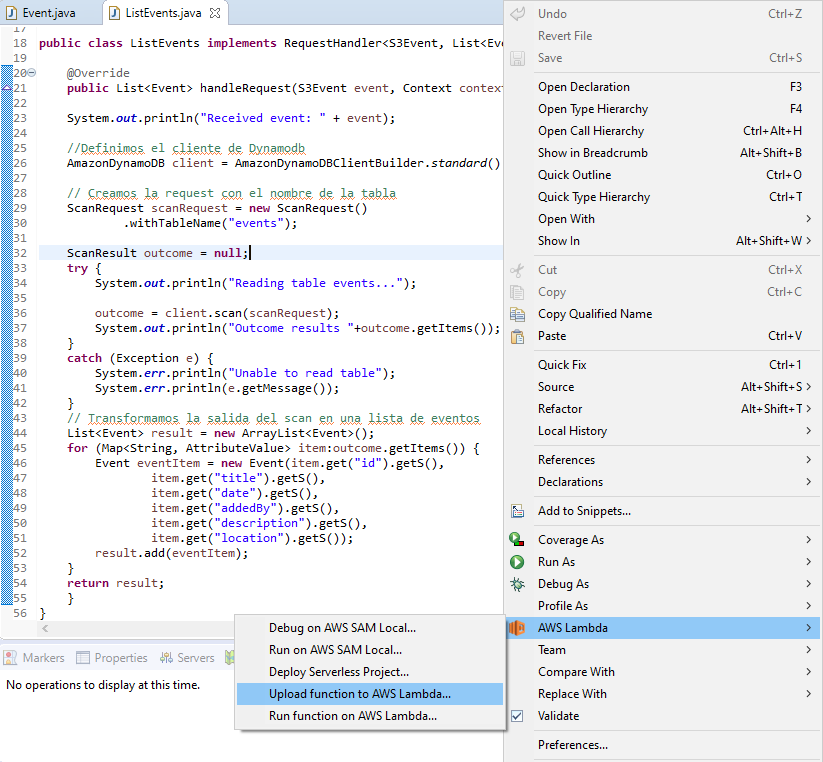 Event.java
ListEvents.java
17
18 public class ListEvents implements RequestHandler<S3Event, List<Eve
19
20 @Override
21 public List<Event> handleRequest(S3Event event, Context contex
22
23 System.out.println("Received event: " + event);
24
25 //Definimos el cliente de Dynamodb
26 AmazonDynamoDB client = AmazonDynamoDBClientBuilder.standard()
27
28 // Creamos la request con el nombre de la tabla
29 ScanRequest scanRequest = new ScanRequest()
30 .withTableName("events");
31
32 ScanResult outcome = null;
33 try {
34 System.out.println("Reading table events...");
35
36 outcome = client.scan(scanRequest);
37 System.out.println("Outcome results "+outcome.getItems());
38 }
39 catch (Exception e) {
40 System.err.println("Unable to read table");
41 System.err.println(e.getMessage());
42 }
43 // Transformamos la salida del scan en una lista de eventos
44 List<Event> result = new ArrayList<Event>();
45 for (Map<String, AttributeValue> item:outcome.getItems()) {
46 Event eventItem = new Event(item.get("id").getS(),
47 item.get("title").getS(),
48 item.get("date").getS(),
49 item.get("addedBy").getS(),
50 item.get("description").getS(),
51 item.get("location").getS());
52 result.add(eventItem);
53 }
54 return result;
55 }
56 }
Markers Properties Servers
No operations to display at this time.
Debug on AWS SAM Local...
Run on AWS SAM Local...
Deploy Serverless Project...
Upload function to AWS Lambda...
Run function on AWS Lambda...
Undo Ctrl+Z
Revert File
Save Ctrl+S
Open Declaration F3
Open Type Hierarchy F4
Open Call Hierarchy Ctrl+Alt+H
Show in Breadcrumb Alt+Shift+B
Quick Outline Ctrl+O
Quick Type Hierarchy Ctrl+T
Open With
Show In Alt+Shift+W
Cut Ctrl+X
Copy Ctrl+C
Copy Qualified Name
Paste Ctrl+V
Quick Fix Ctrl+1
Source Alt+Shift+S
Refactor Alt+Shift+T
Local History
References
Declarations
Add to Snippets...
Coverage As
Run As
Debug As
Profile As
AWS Lambda
Team
Compare With
Replace With
Validate
Preferences...